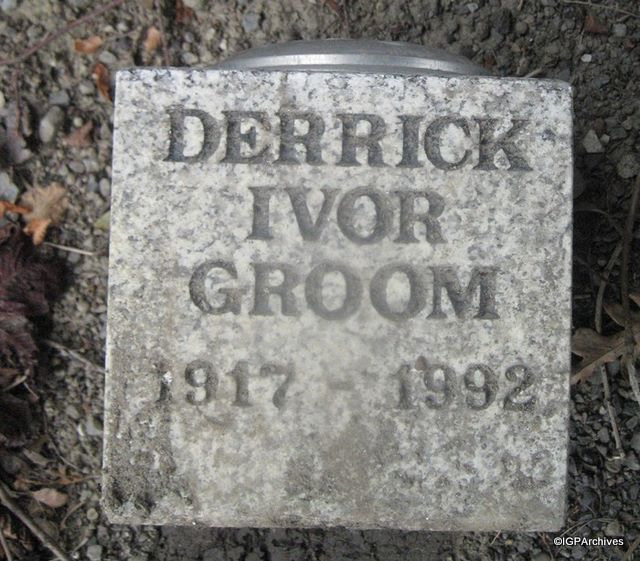 DERRICK
IVOR
GROOM
1917 - 1992
©IGPArchives